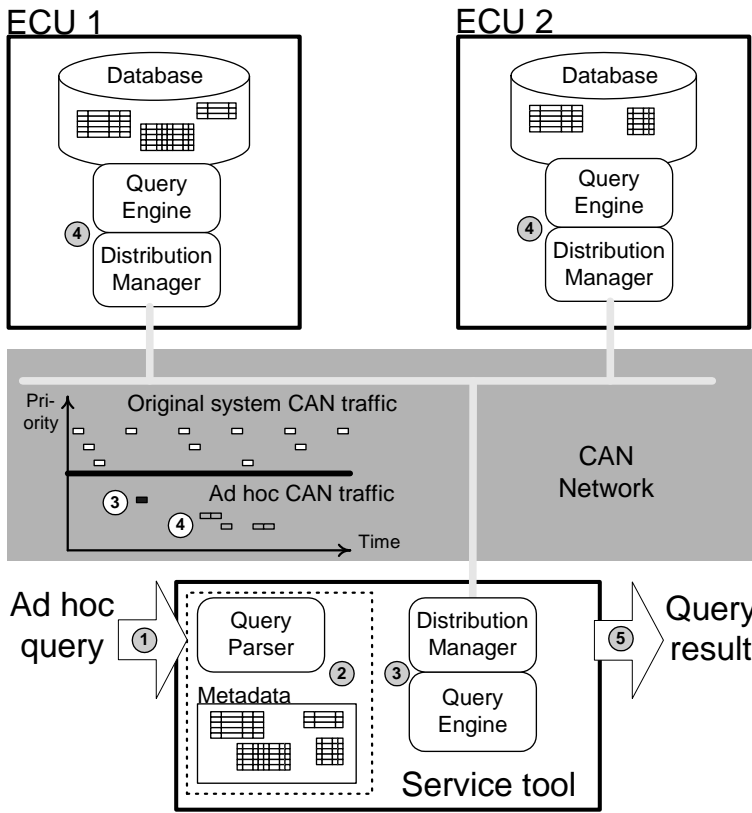 ECU 1
ECU 2
Database
Database
Query
Engine
Query
Engine
4
4
Distribution
Manager
Distribution
Manager
Pri-
ority
Original system CAN traffic
CAN
Network
3
Ad hoc CAN traffic
4
Time
Ad hoc
query
1
Query
Parser
2
Metadata
Distribution
Manager
3
Query
Engine
Service tool
5
Query
result